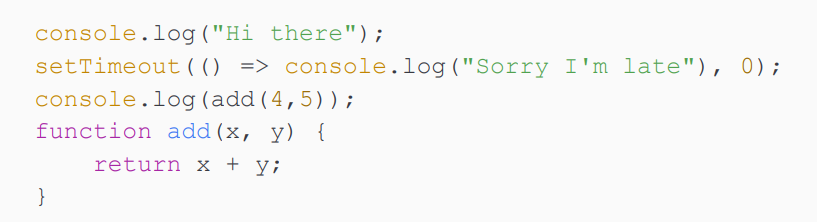 console.log("Hi there");
setTimeout(() => console.log("Sorry I'm late"), 0);
console.log(add(4,5));
function add(x, y) {
    return x + y;
}